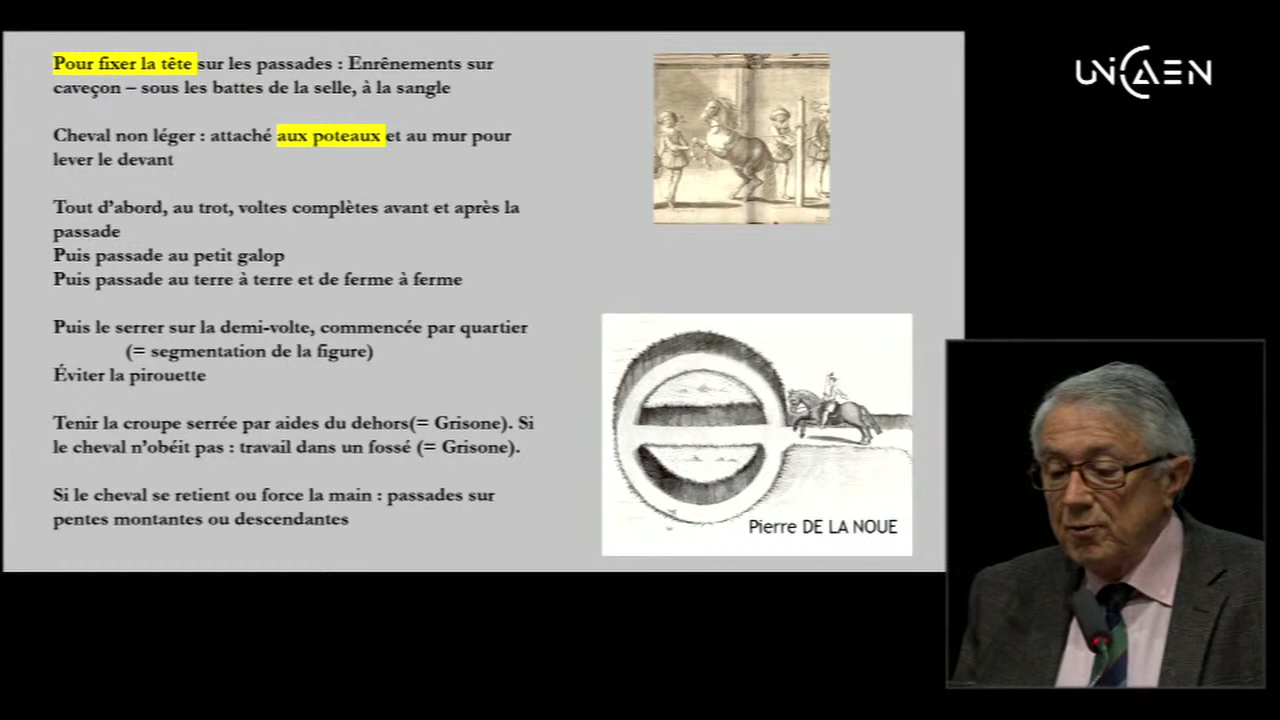 Pour fixer la tête sur les passades : Enrênements sur
caveçon – sous les battes de la selle, à la sangle
Cheval non léger : attaché aux poteaux et au mur pour
lever le devant
Tout d'abord, au trot, voltes complètes avant et après la
passade
Puis passade au petit galop
Puis passade au terre à terre et de ferme à ferme
Puis le serrer sur la demi-volte, commencée par quartier
(= segmentation de la figure)
Éviter la pirouette
Tenir la croupe serrée par aides du dehors(= Grisone). Si
le cheval n'obéit pas : travail dans un fossé (= Grisone).
Si le cheval se retient ou force la main : passades sur
pentes montantes ou descendantes
Pierre DE LA NOUE
UNICAEN